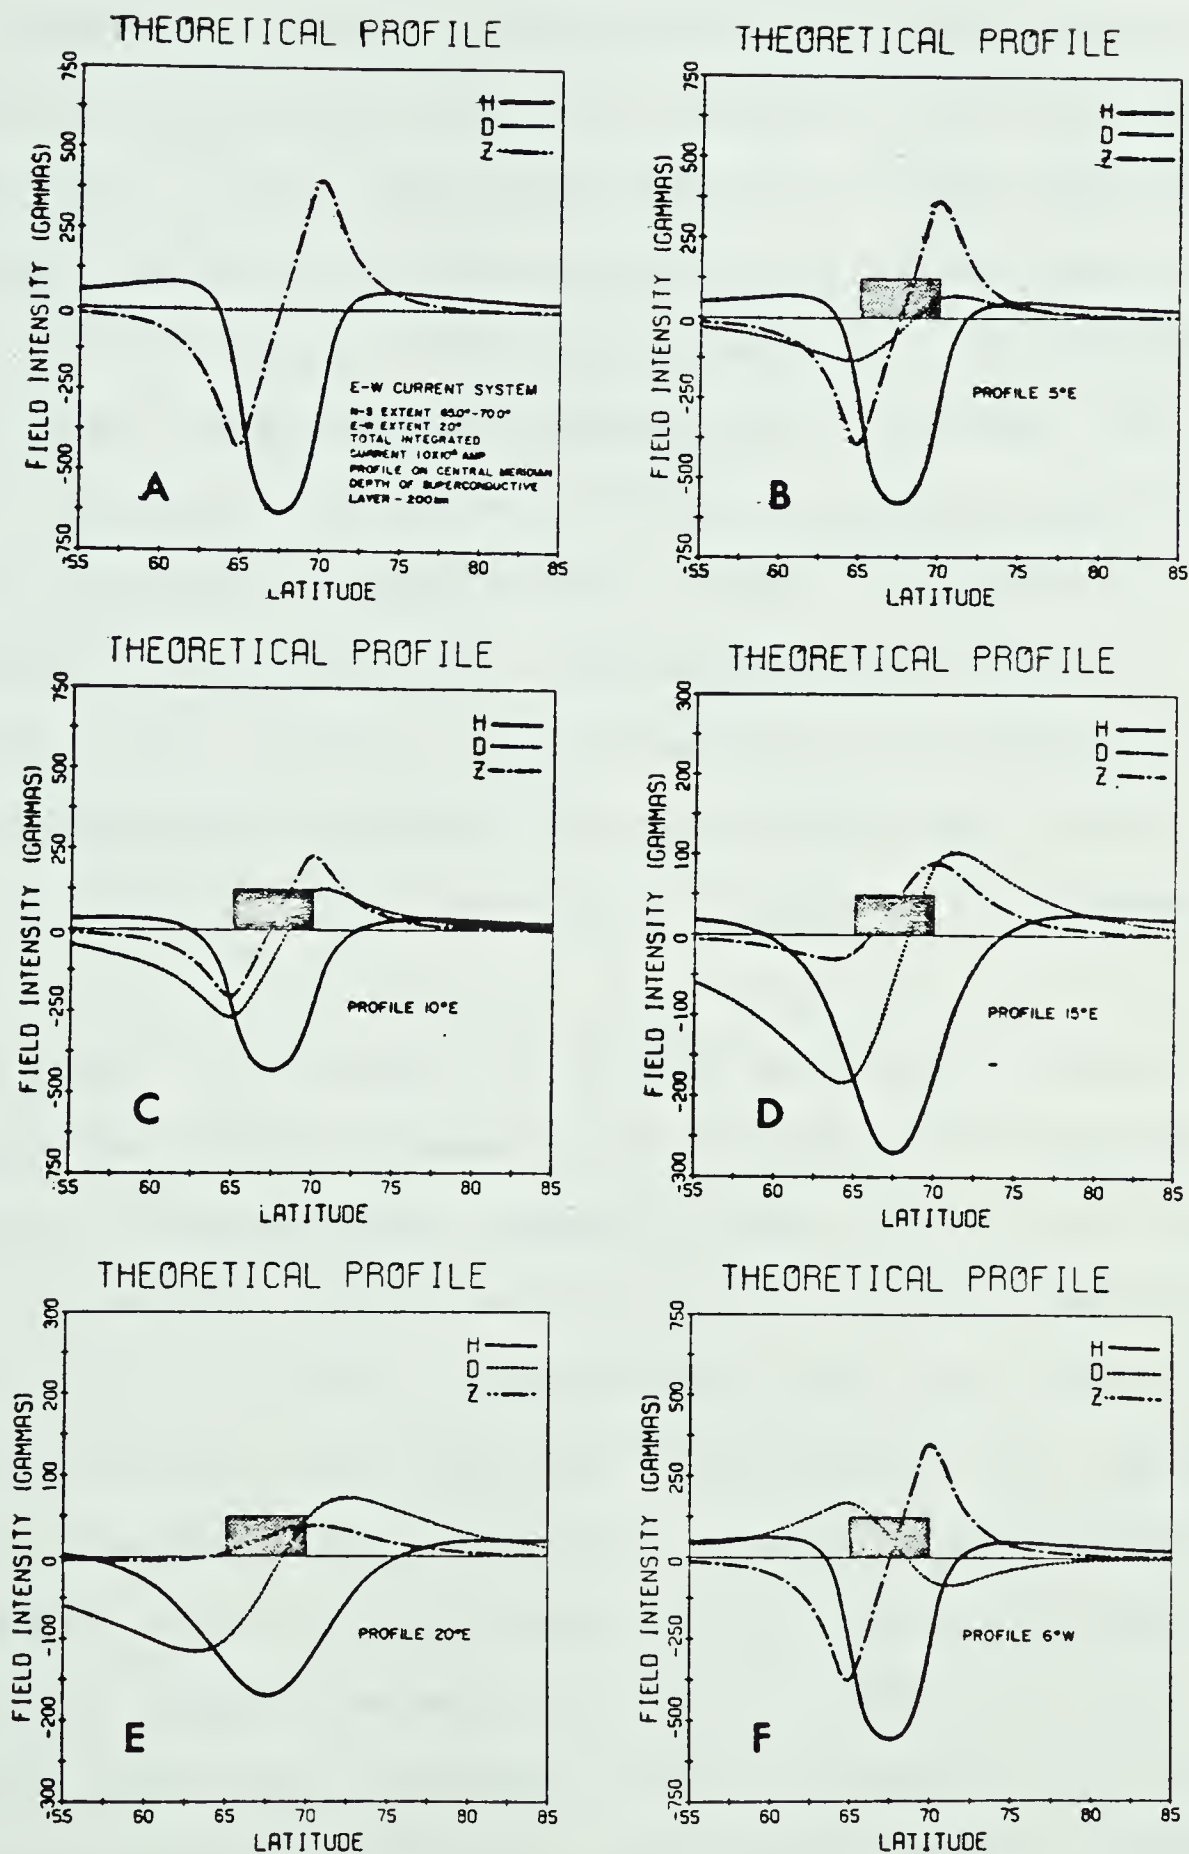 THEORETICAL PROFILE
FIELD INTENSITY (GAMMAS)
750
500
250
0
-250
-500
750
H
D
Z
E-W CURRENT SYSTEM
N-S EXTENT 65.0°-70.0°
E-W EXTENT 20°
TOTAL INTEGRATED
PROFILE ON CENTRAL MERIDIAN
DEPTH OF SUPERCONDUCTIVE
LAYER - 200 km
A
55 60 65 70 75 80 85
LATITUDE
THEORETICAL PROFILE
FIELD INTENSITY (GAMMAS)
750
500
250
0
-250
-500
750
H
D
Z
PROFILE 5°E
B
55 60 65 70 75 80 85
LATITUDE
THEORETICAL PROFILE
FIELD INTENSITY (GAMMAS)
750
500
250
0
-250
-500
750
H
D
Z
PROFILE 10°E
C
55 60 65 70 75 80 85
LATITUDE
THEORETICAL PROFILE
FIELD INTENSITY (GAMMAS)
300
200
100
0
-100
-200
300
H
D
Z
PROFILE 15°E
D
55 60 65 70 75 80 85
LATITUDE
THEORETICAL PROFILE
FIELD INTENSITY (GAMMAS)
300
200
100
0
-100
-200
-300
H
D
Z
PROFILE 20°E
E
55 60 65 70 75 80 85
LATITUDE
THEORETICAL PROFILE
FIELD INTENSITY (GAMMAS)
750
500
250
0
-250
-500
750
H
D
Z
PROFILE 6°W
F
55 60 65 70 75 80 85
LATITUDE